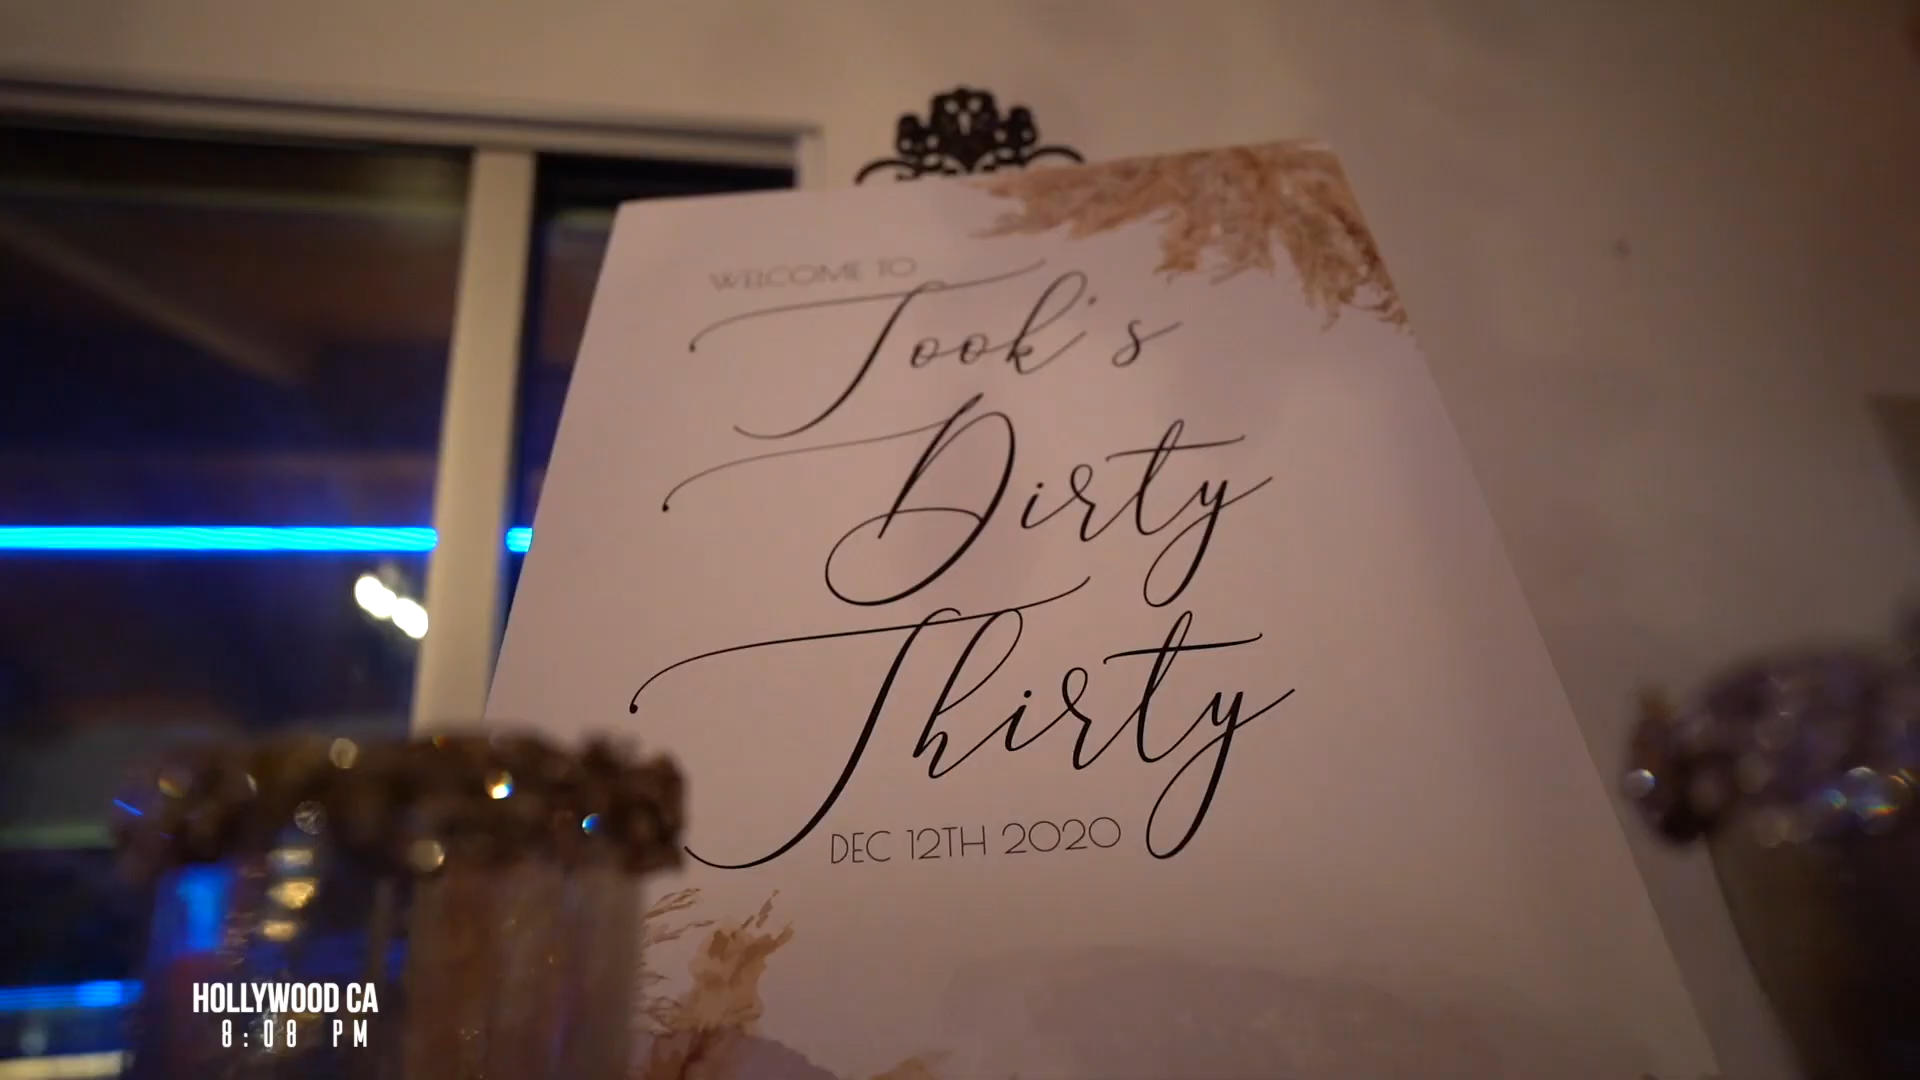 WELCOME TO
Took's
Dirty
Thirty
DEC 12TH 2020
HOLLYWOOD CA
8:08 PM